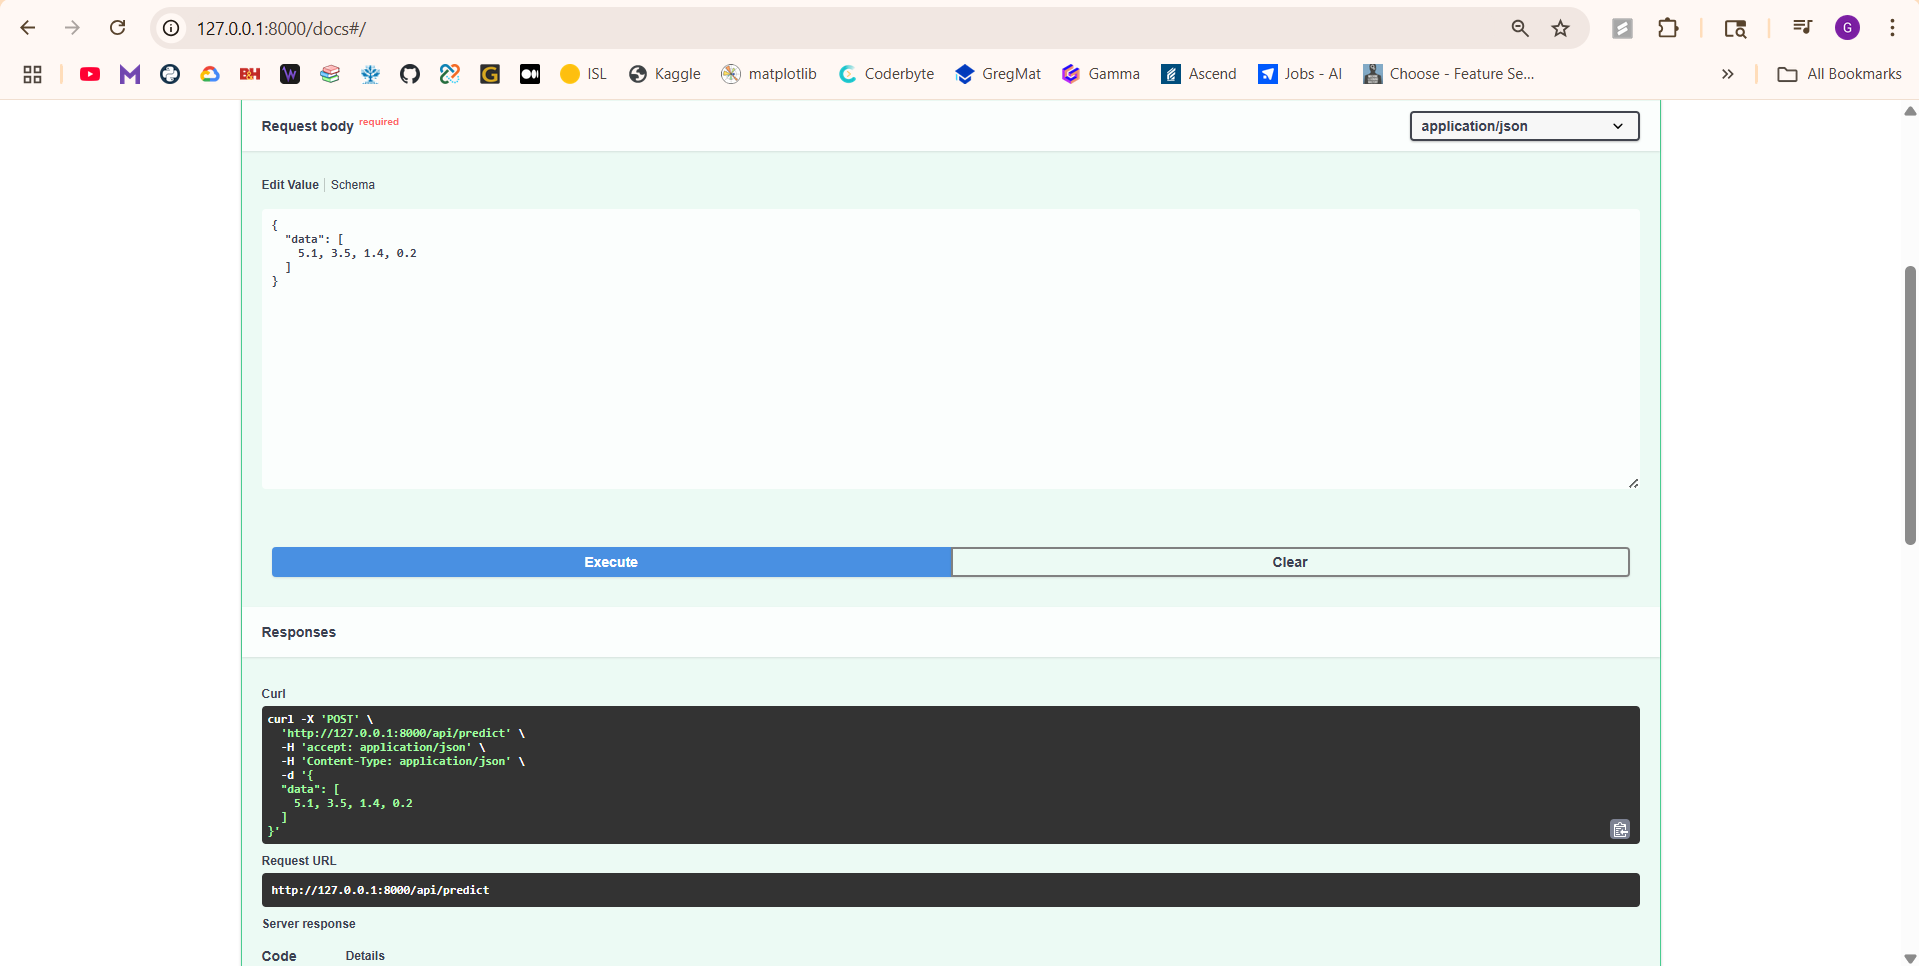 127.0.0.1:8000/docs#/
G
B&H
W
G
ISL
Kaggle
matplotlib
Coderbyte
GregMat
Gamma
Ascend
Jobs - AI
Choose - Feature Se...
All Bookmarks
Request body required
application/json
Edit Value
Schema
{
"data": [
5.1, 3.5, 1.4, 0.2
]
}
Execute
Clear
Responses
Curl
curl -X 'POST' \
'http://127.0.0.1:8000/api/predict' \
-H 'accept: application/json' \
-H 'Content-Type: application/json' \
-d '{
"data": [
5.1, 3.5, 1.4, 0.2
]
}'
Request URL
http://127.0.0.1:8000/api/predict
Server response
Code
Details